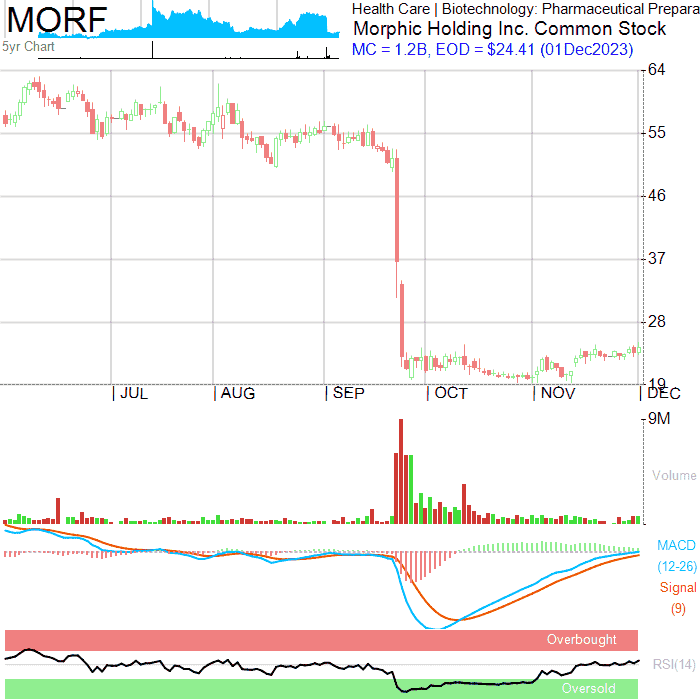 MORF
Health Care | Biotechnology: Pharmaceutical Prepara
Morphic Holding Inc. Common Stock
5yr Chart
MC = 1.2B, EOD = $24.41 (01Dec2023)
64
55
46
37
28
19
| JUL | AUG | SEP | OCT | NOV | DEC
9M
Volume
MACD
(12-26)
Signal
(9)
Overbought
RSI(14)
Oversold